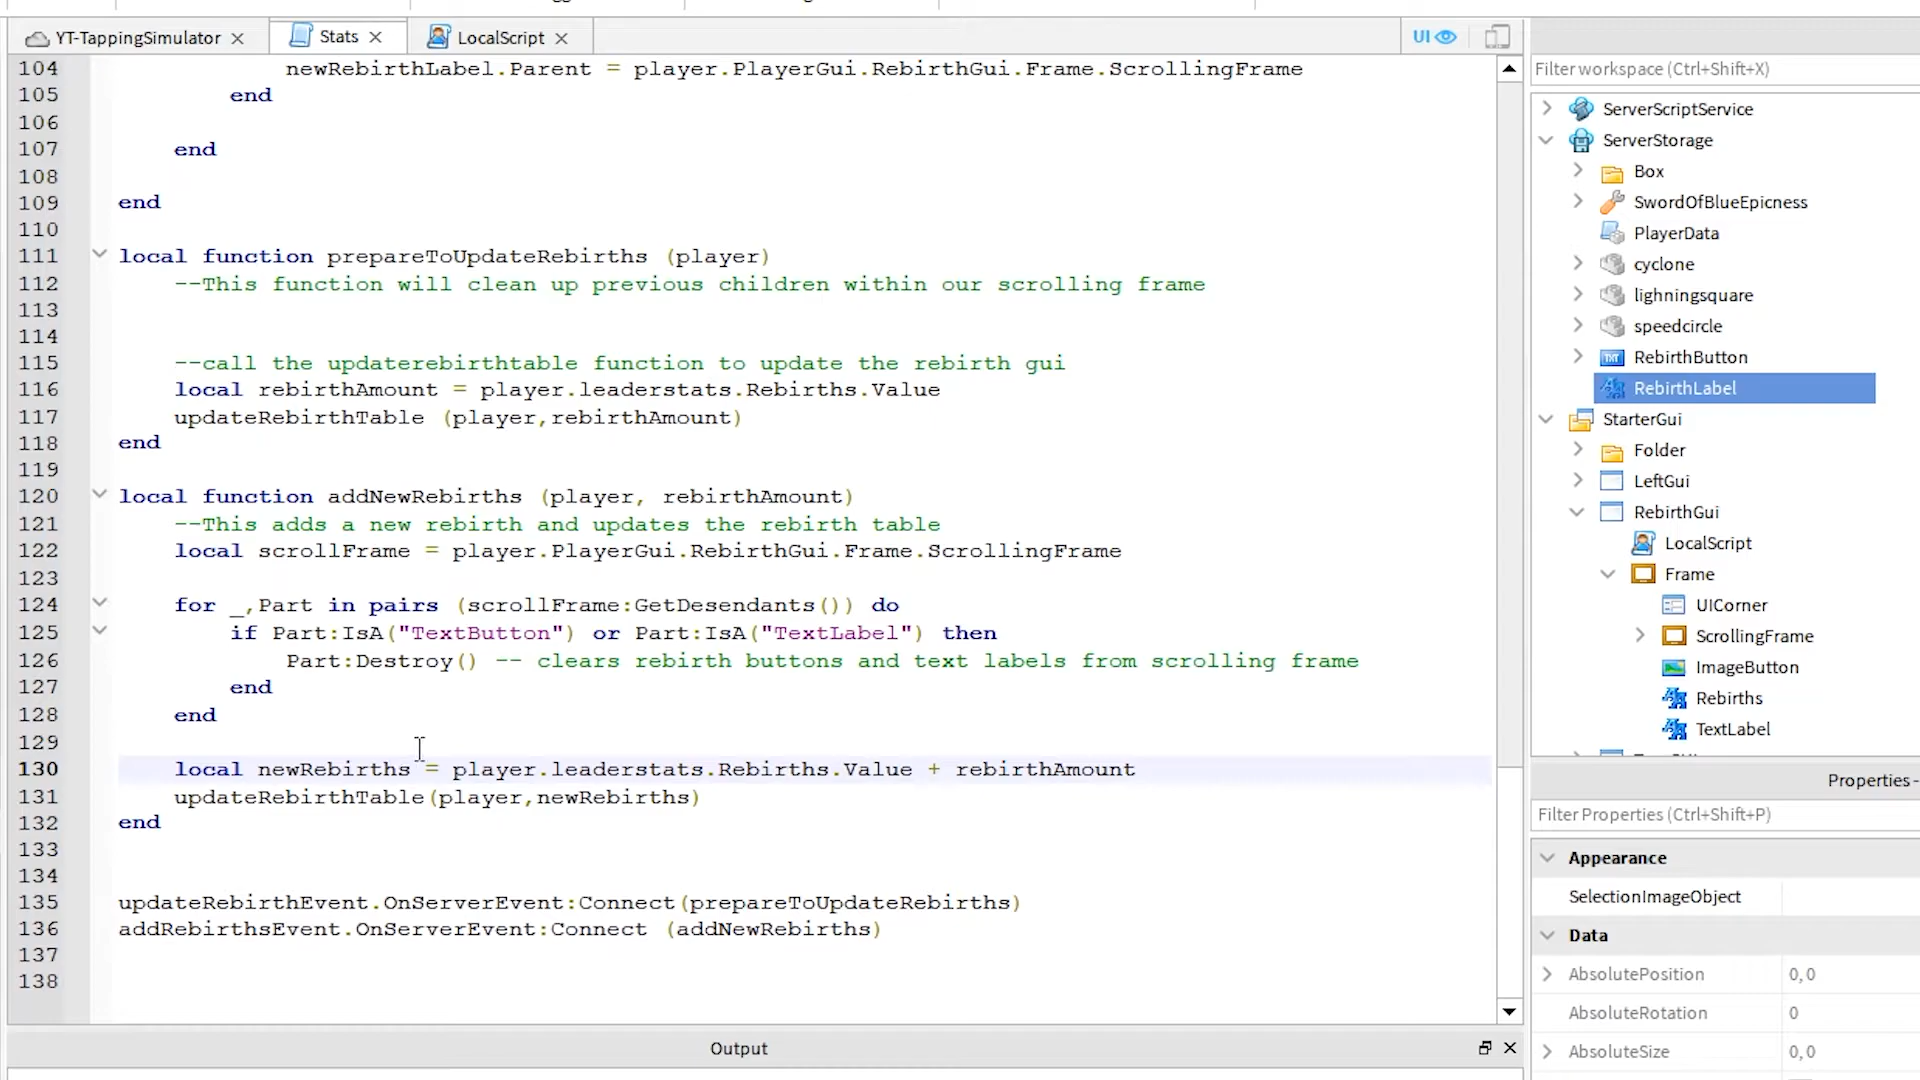 YT-TappingSimulator
Stats
LocalScript
UI
104 newRebirthLabel.Parent = player.PlayerGui.RebirthGui.Frame.ScrollingFrame
105 end
106
107 end
108
109 end
110
111 local function prepareToUpdateRebirths (player)
112 --This function will clean up previous children within our scrolling frame
113
114
115 --call the updaterebirthtable function to update the rebirth gui
116 local rebirthAmount = player.leaderstats.Rebirths.Value
117 updateRebirthTable (player,rebirthAmount)
118 end
119
120 local function addNewRebirths (player, rebirthAmount)
121 --This adds a new rebirth and updates the rebirth table
122 local scrollFrame = player.PlayerGui.RebirthGui.Frame.ScrollingFrame
123
124 for _,Part in pairs (scrollFrame:GetDesendants()) do
125 if Part:IsA("TextButton") or Part:IsA("TextLabel") then
126 Part:Destroy() -- clears rebirth buttons and text labels from scrolling frame
127 end
128 end
129
130 local newRebirths = player.leaderstats.Rebirths.Value + rebirthAmount
131 updateRebirthTable(player,newRebirths)
132 end
133
134
135 updateRebirthEvent.OnServerEvent:Connect(prepareToUpdateRebirths)
136 addRebirthsEvent.OnServerEvent:Connect (addNewRebirths)
137
138
Output
Filter workspace (Ctrl+Shift+X)
ServerScriptService
ServerStorage
Box
SwordOfBlueEpicness
PlayerData
cyclone
lighningsquare
speedcircle
TXT RebirthButton
RebirthLabel
StarterGui
Folder
LeftGui
RebirthGui
LocalScript
Frame
UICorner
ScrollingFrame
ImageButton
Rebirths
TextLabel
Properties -
Filter Properties (Ctrl+Shift+P)
Appearance
SelectionImageObject
Data
AbsolutePosition 0, 0
AbsoluteRotation 0
AbsoluteSize 0, 0